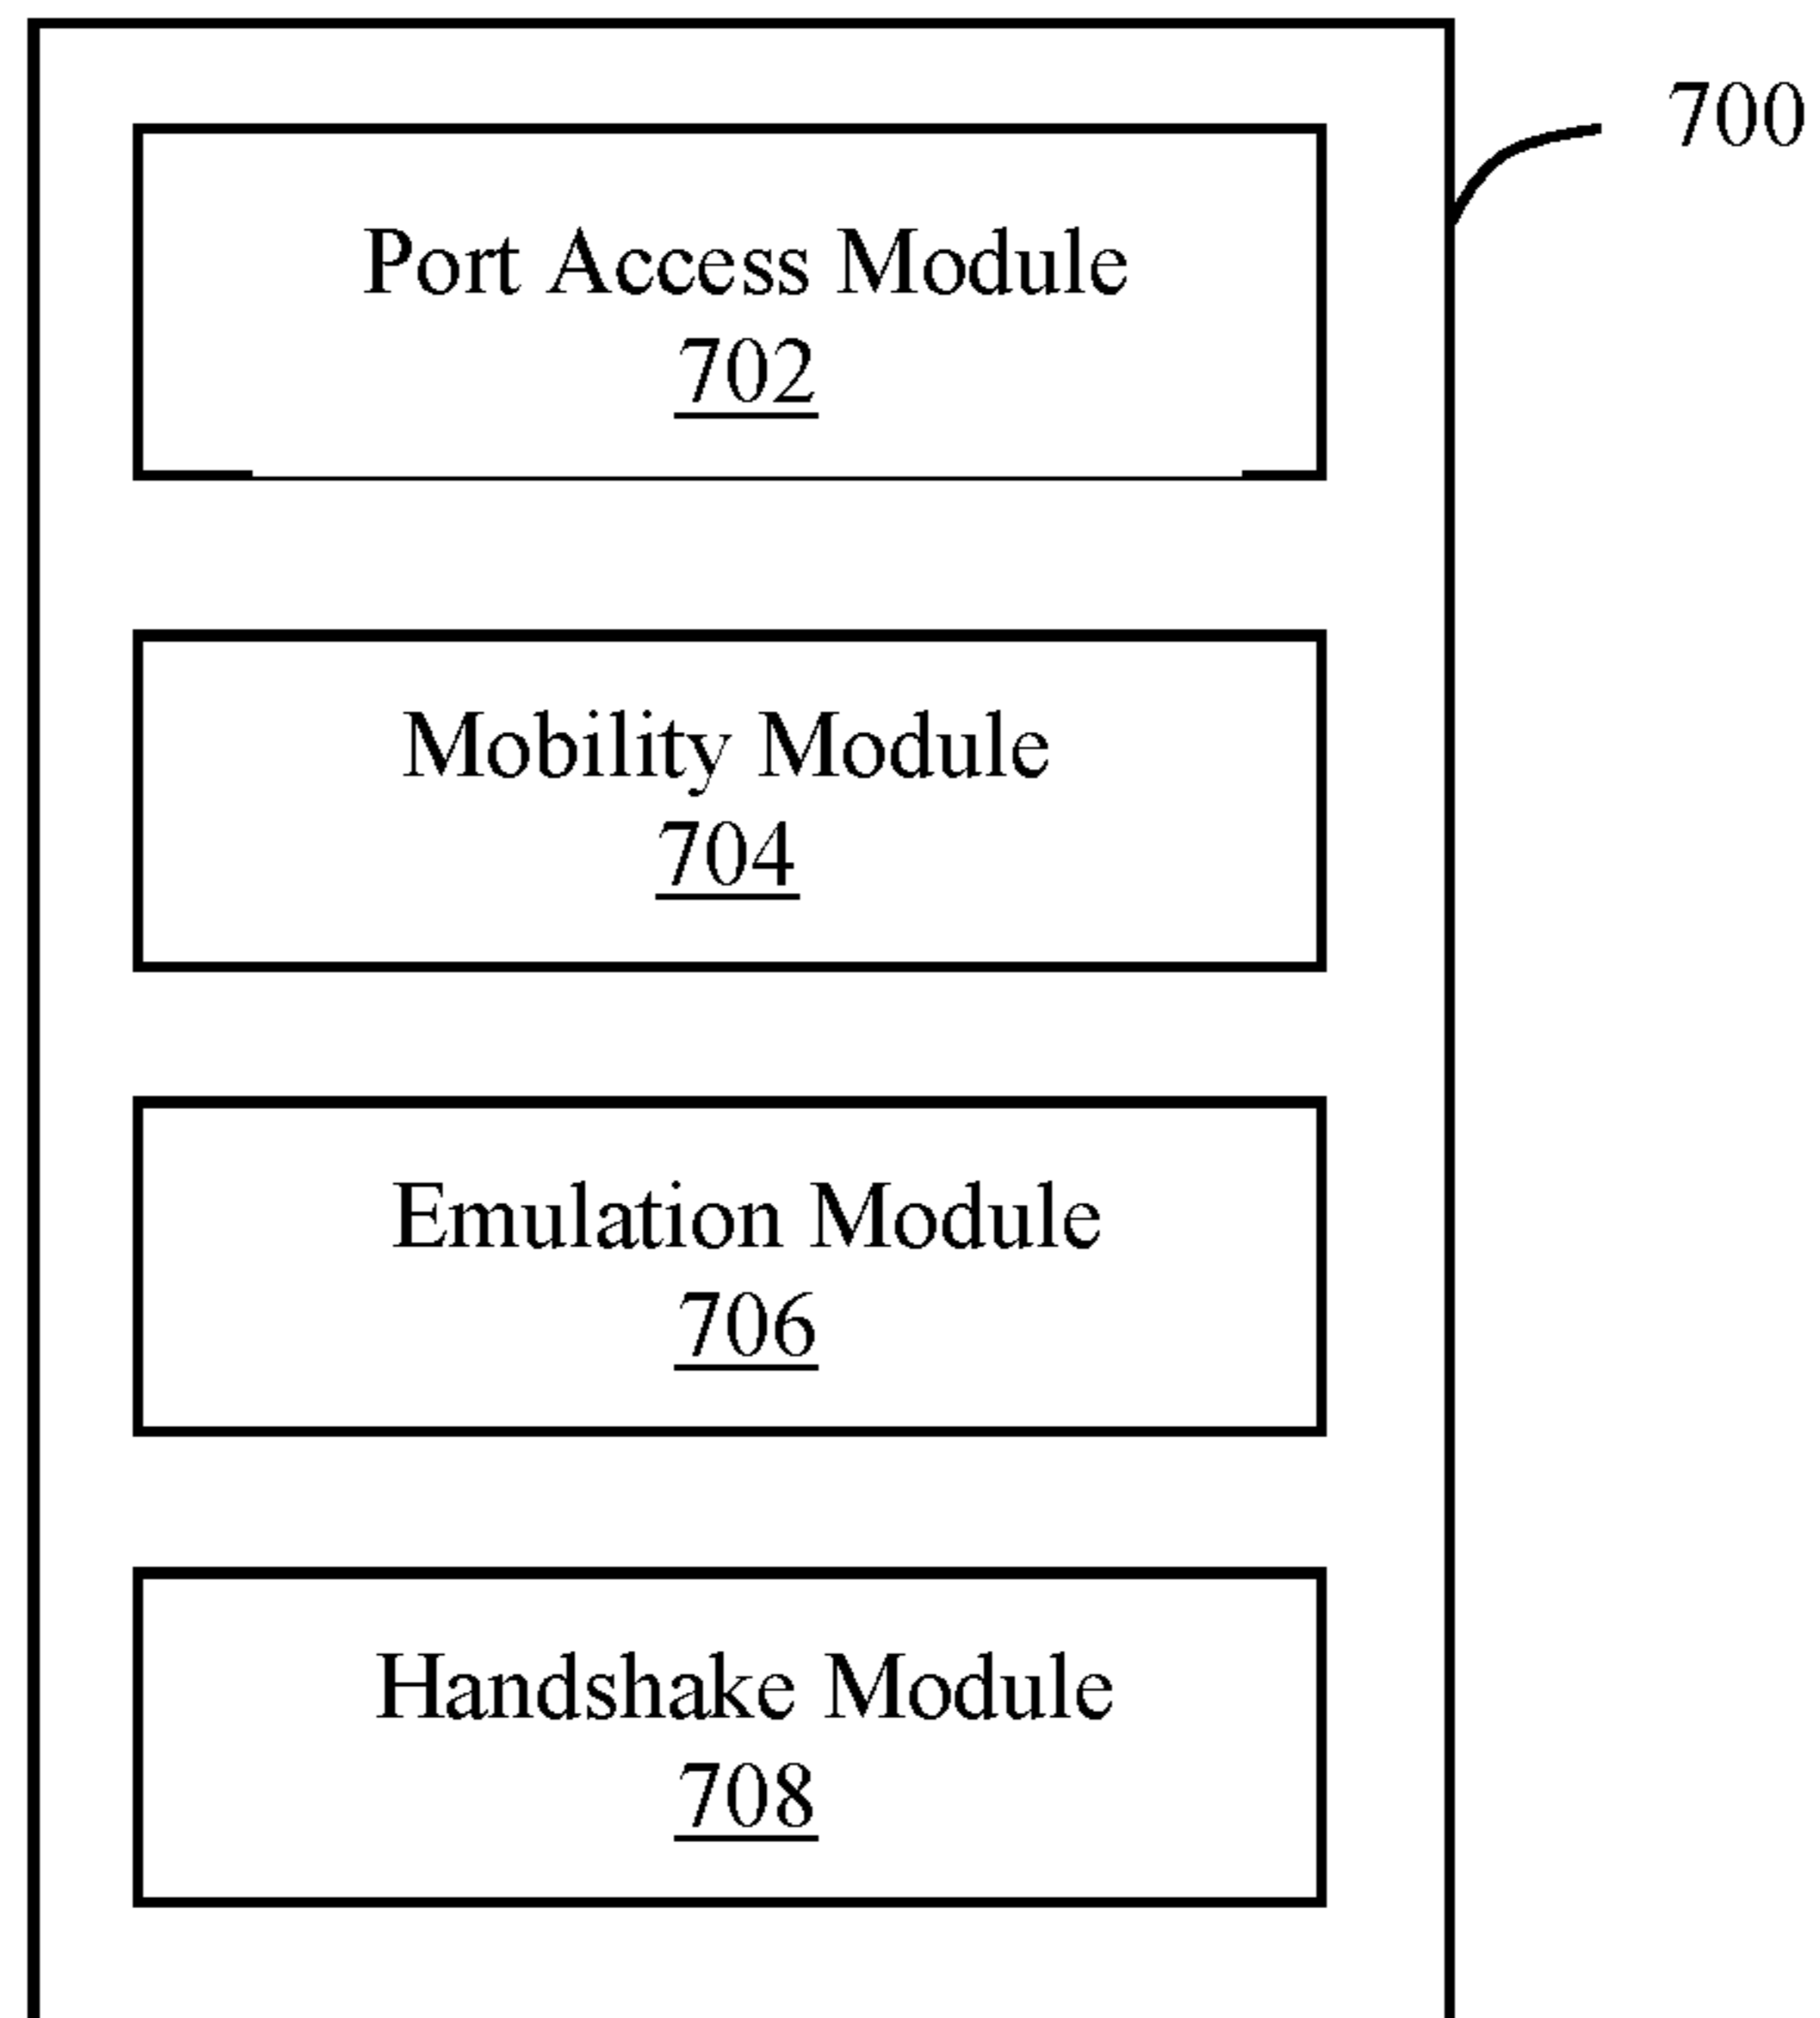 700
Port Access Module
702
Mobility Module
704
Emulation Module
706
Handshake Module
708